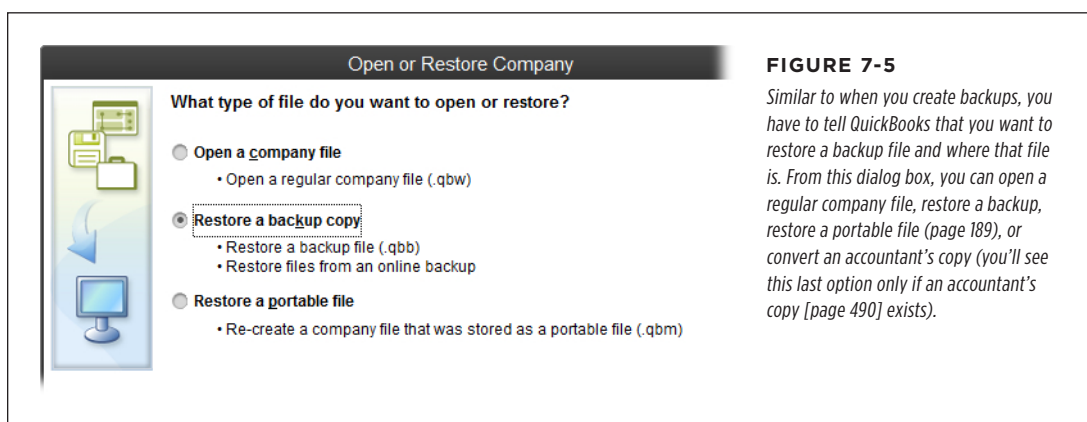 Open or Restore Company
What type of file do you want to open or restore?
Open a company file
• Open a regular company file (.qbw)
Restore a backup copy
• Restore a backup file (.qbb)
• Restore files from an online backup
Restore a portable file
• Re-create a company file that was stored as a portable file (.qbm)
FIGURE 7-5
Similar to when you create backups, you
have to tell QuickBooks that you want to
restore a backup file and where that file
is. From this dialog box, you can open a
regular company file, restore a backup,
restore a portable file (page 189), or
convert an accountant’s copy (you’ll see
this last option only if an accountant’s
copy [page 490] exists).